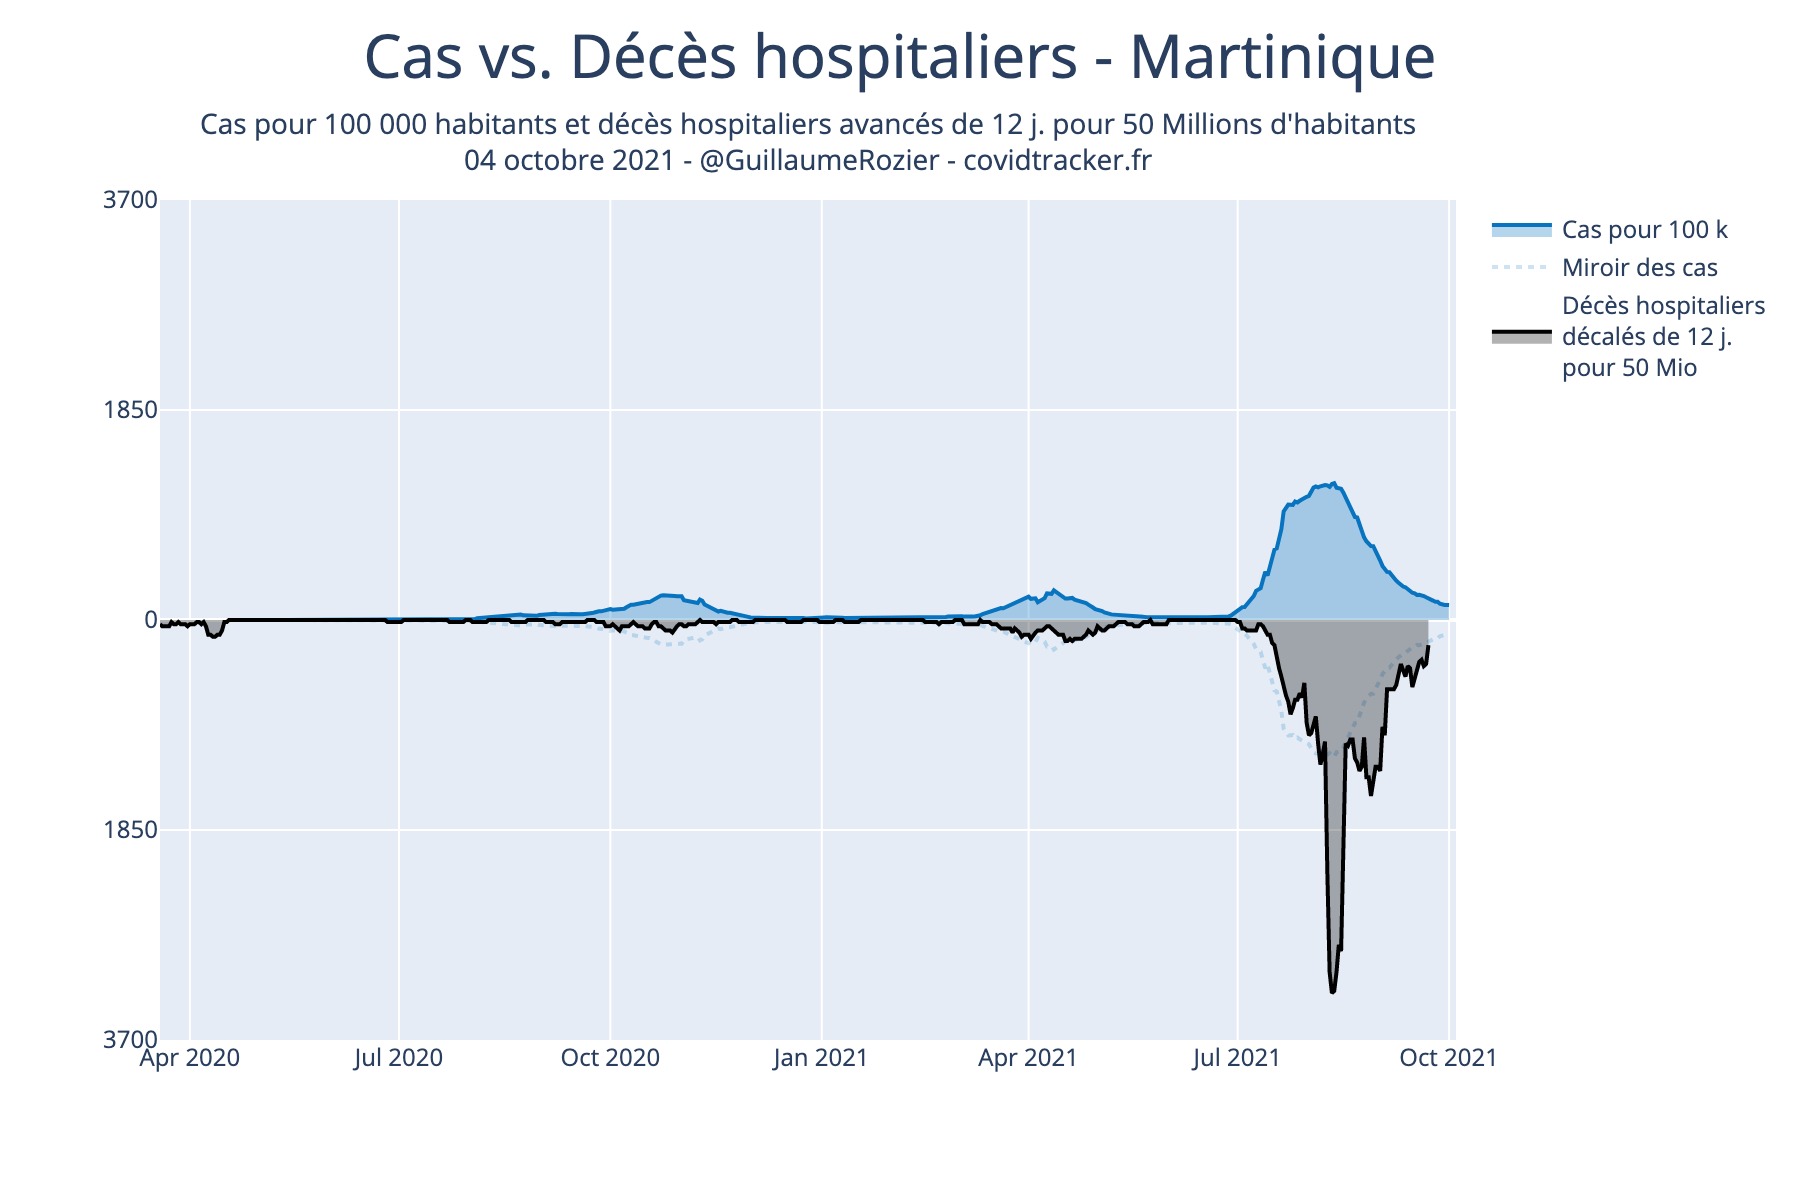 Cas vs. Décès hospitaliers - Martinique
Cas pour 100 000 habitants et décès hospitaliers avancés de 12 j. pour 50 Millions d'habitants
04 octobre 2021 - @GuillaumeRozier - covidtracker.fr
3700
1850
0
1850
3700
Apr 2020
Jul 2020
Oct 2020
Jan 2021
Apr 2021
Jul 2021
Oct 2021
Cas pour 100 k
Miroir des cas
Décès hospitaliers
décalés de 12 j.
pour 50 Mio